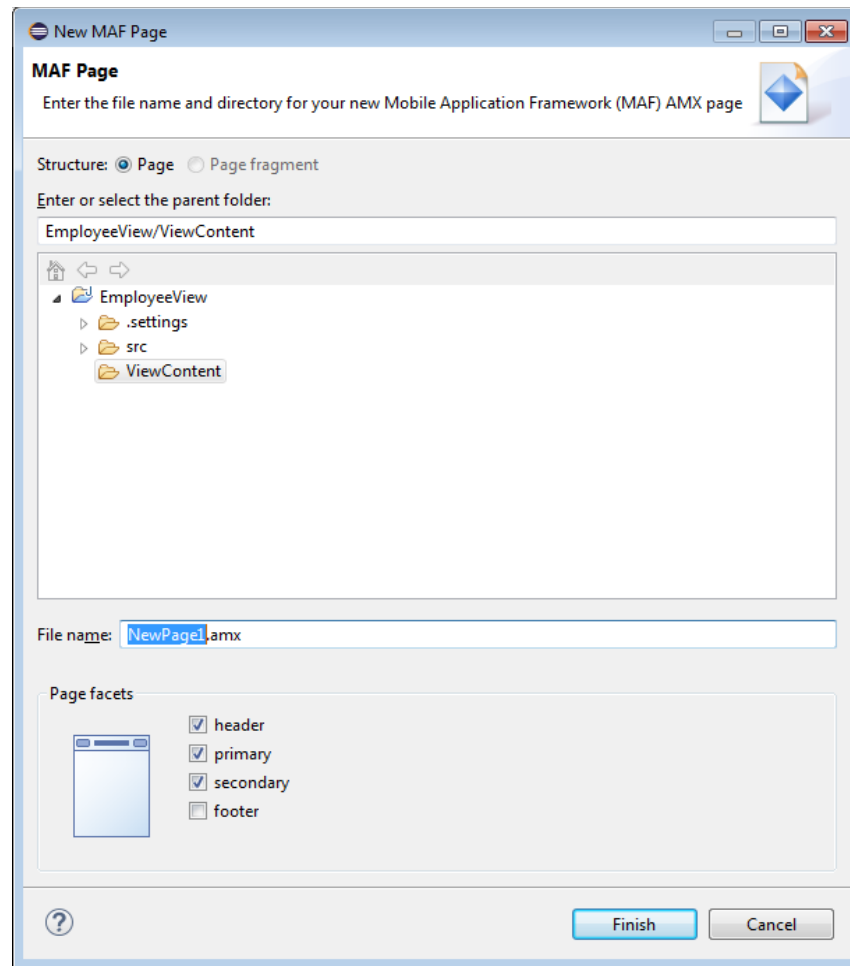 New MAF Page
MAF Page
Enter the file name and directory for your new Mobile Application Framework (MAF) AMX page
Structure: Page Page fragment
Enter or select the parent folder:
EmployeeView/ViewContent
EmployeeView
.settings
src
ViewContent
File name: NewPage1.amx
Page facets
header
primary
secondary
footer
? Finish Cancel